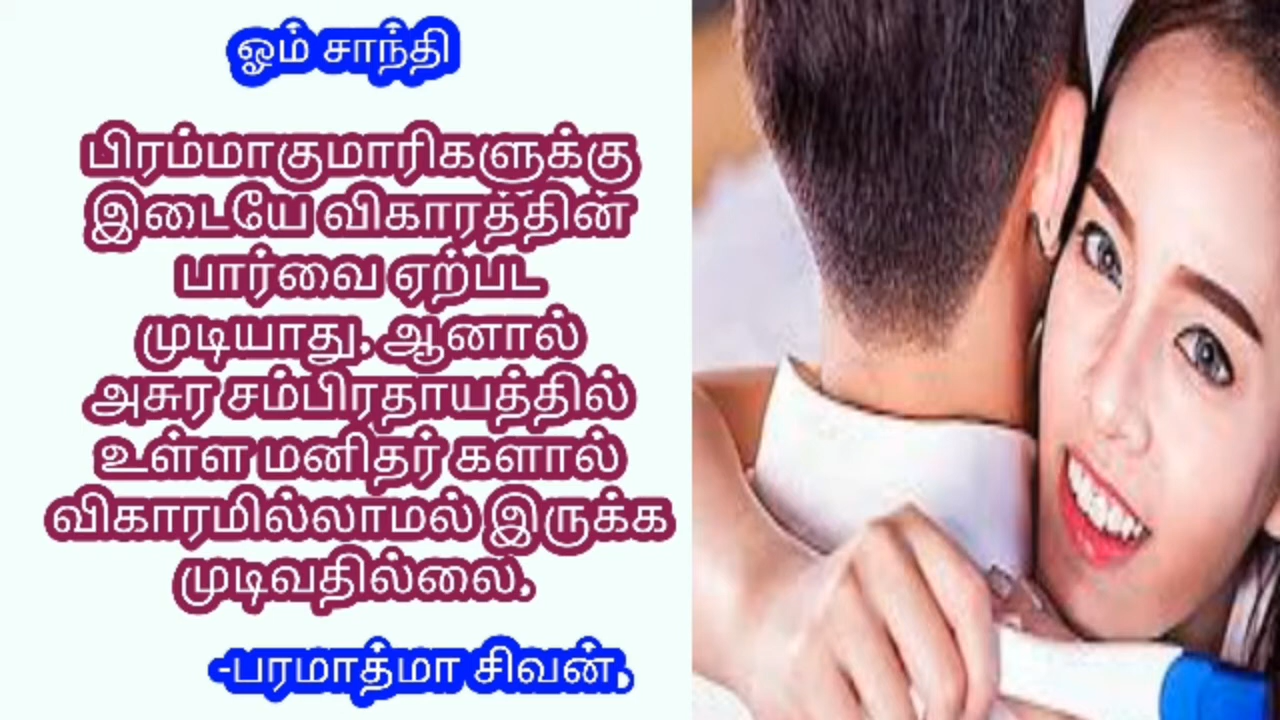 ஓம் சாந்தி
பிரம்மாகுமாரிகளுக்கு
இடையே விகாரத்தின்
பார்வை ஏற்பட
முடியாது. ஆனால்
அசுர சம்பிரதாயத்தில்
உள்ள மனிதர் களால்
விகாரமில்லாமல் இருக்க
முடிவதில்லை.
-பரமாத்மா சிவன்.